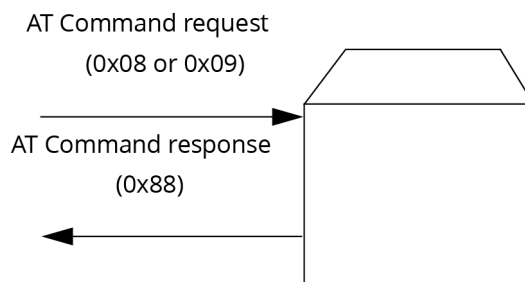 AT Command request
(0x08 or 0x09)
AT Command response
(0x88)